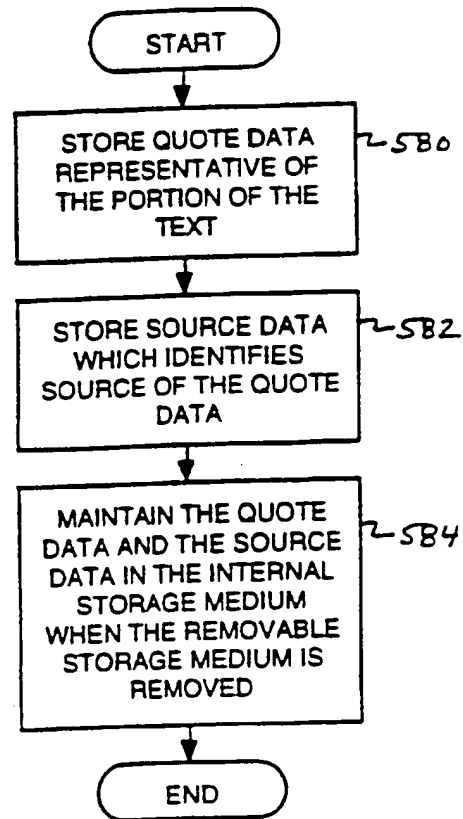 START
STORE QUOTE DATA
REPRESENTATIVE OF
THE PORTION OF THE
TEXT
580
STORE SOURCE DATA
WHICH IDENTIFIES
SOURCE OF THE QUOTE
DATA
582
MAINTAIN THE QUOTE
DATA AND THE SOURCE
DATA IN THE INTERNAL
STORAGE MEDIUM
WHEN THE REMOVABLE
STORAGE MEDIUM IS
REMOVED
584
END